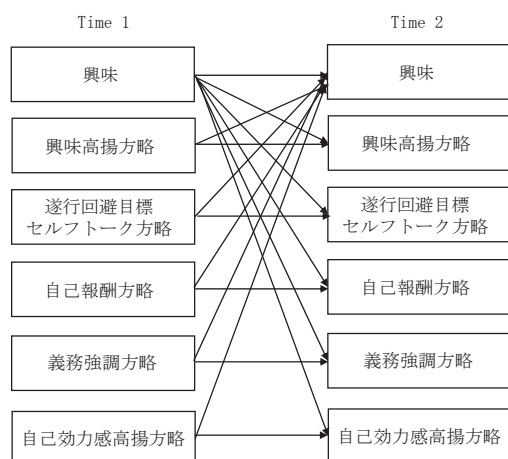 Time 1
Time 2
興味
興味
興味高揚方略
興味高揚方略
遂行回避目標
セルフトーク方略
遂行回避目標
セルフトーク方略
自己報酬方略
自己報酬方略
義務強調方略
義務強調方略
自己効力感高揚方略
自己効力感高揚方略